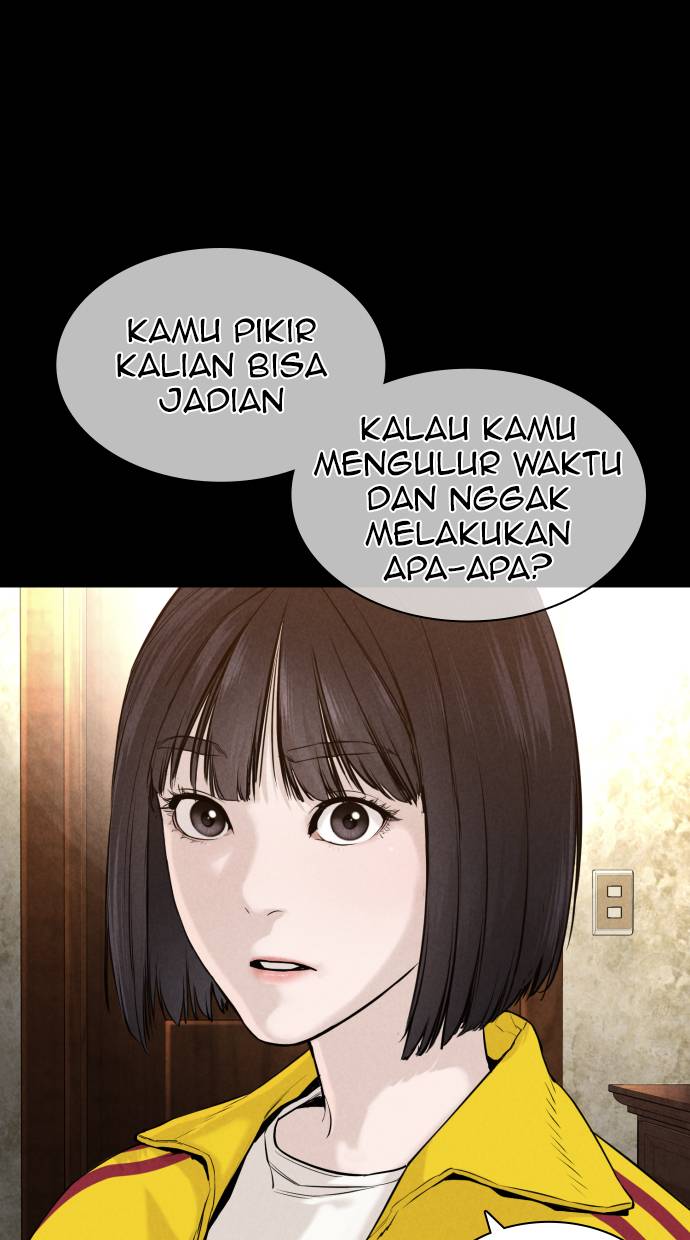 KAMU PIKIR
KALIAN BISA
JADIAN
KALAU KAMU
MENGULUR WAKTU
DAN NGGAK
MELAKUKAN
APA-APA?